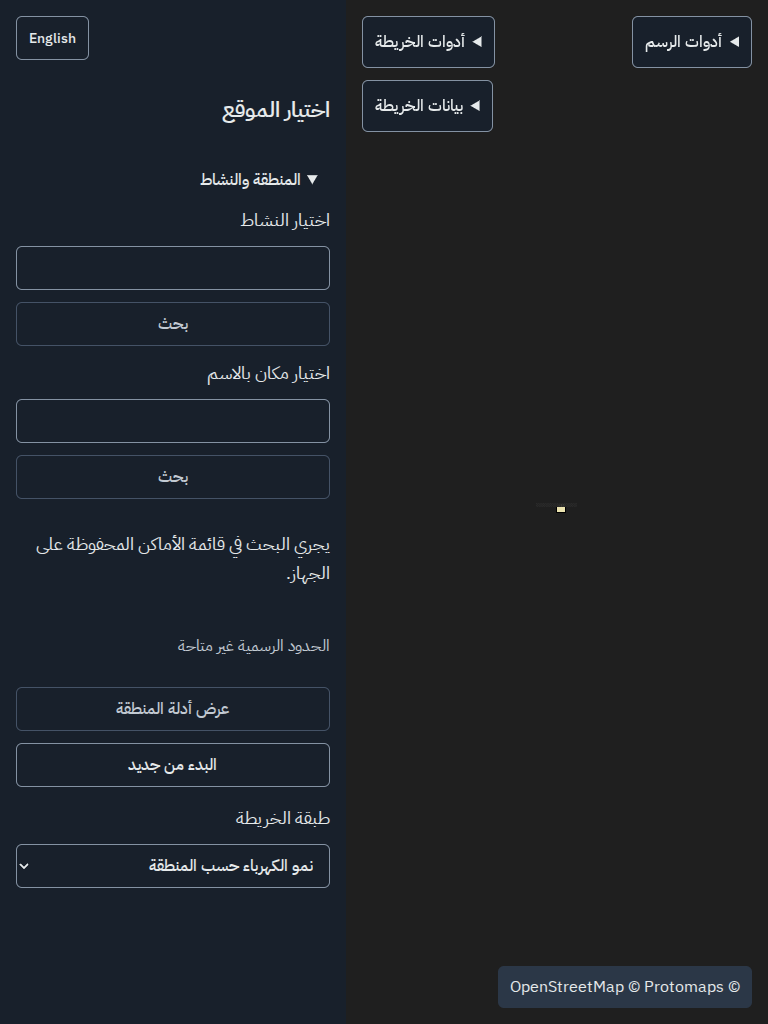 English
اختيار الموقع
▼ المنطقة والنشاط
اختيار النشاط
بحث
اختيار مكان بالاسم
بحث
يجري البحث في قائمة الأماكن المحفوظة على
الجهاز.
الحدود الرسمية غير متاحة
عرض أدلة المنطقة
البدء من جديد
طبقة الخريطة
نمو الكهرباء حسب المنطقة
◀ أدوات الرسم
◀ أدوات الخريطة
◀ بيانات الخريطة
OpenStreetMap © Protomaps ©